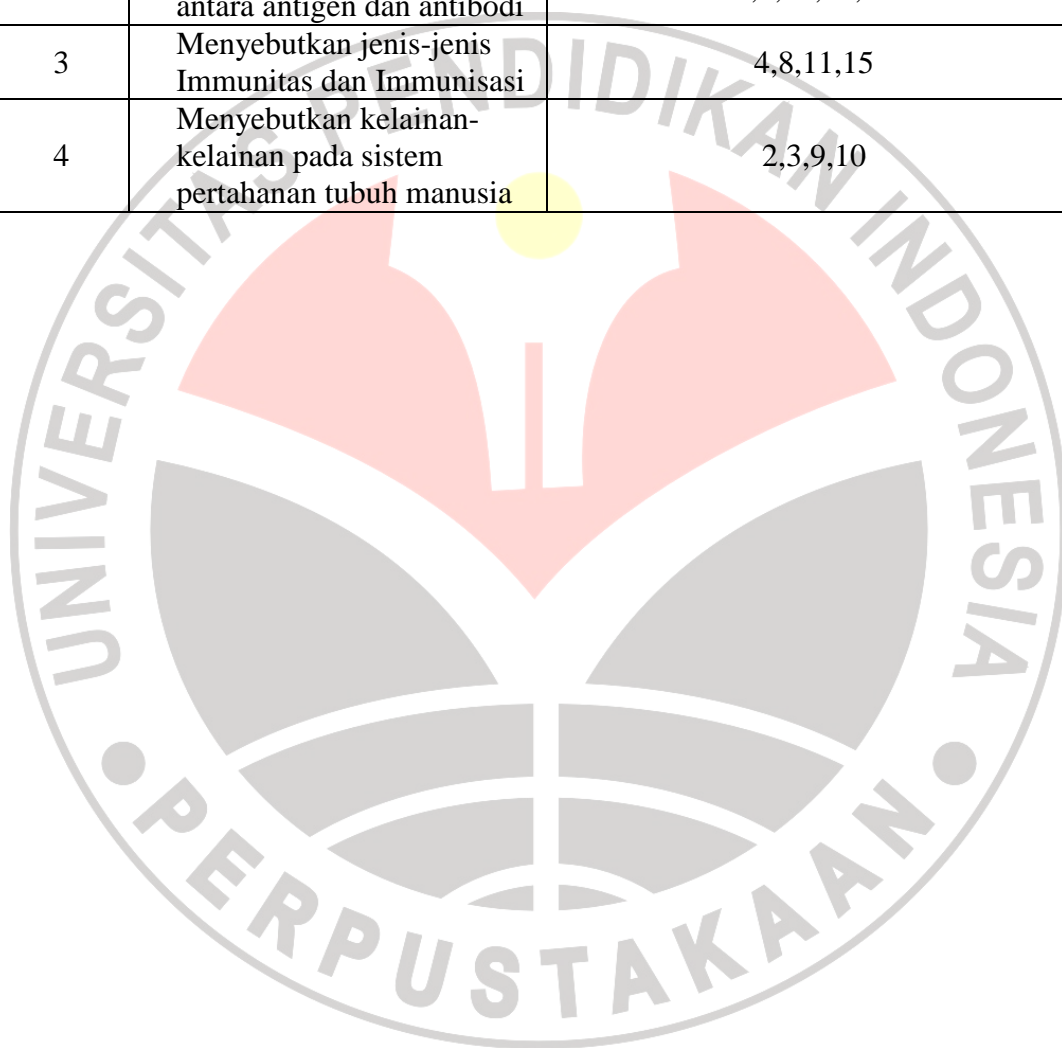 antara antigen dan antibodi
3
Menyebutkan jenis-jenis
Immunitas dan Immunisasi
4,8,11,15
4
Menyebutkan kelainan-
kelainan pada sistem
pertahanan tubuh manusia
2,3,9,10
UNIVERSITAS PENDIDIKAN INDONESIA
PERPUSTAKAAN